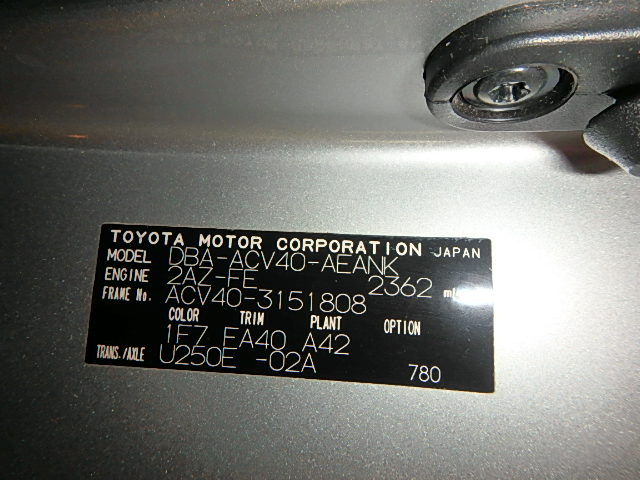 TOYOTA MOTOR CORPORATION JAPAN
MODEL DBA-ACV40-AEANK
ENGINE 2AZ-FE 2362
FRAME No. ACV40-3151808
COLOR TRIM PLANT OPTION
1F7 EA40 A42
TRANS./AXLE U250E -02A
780